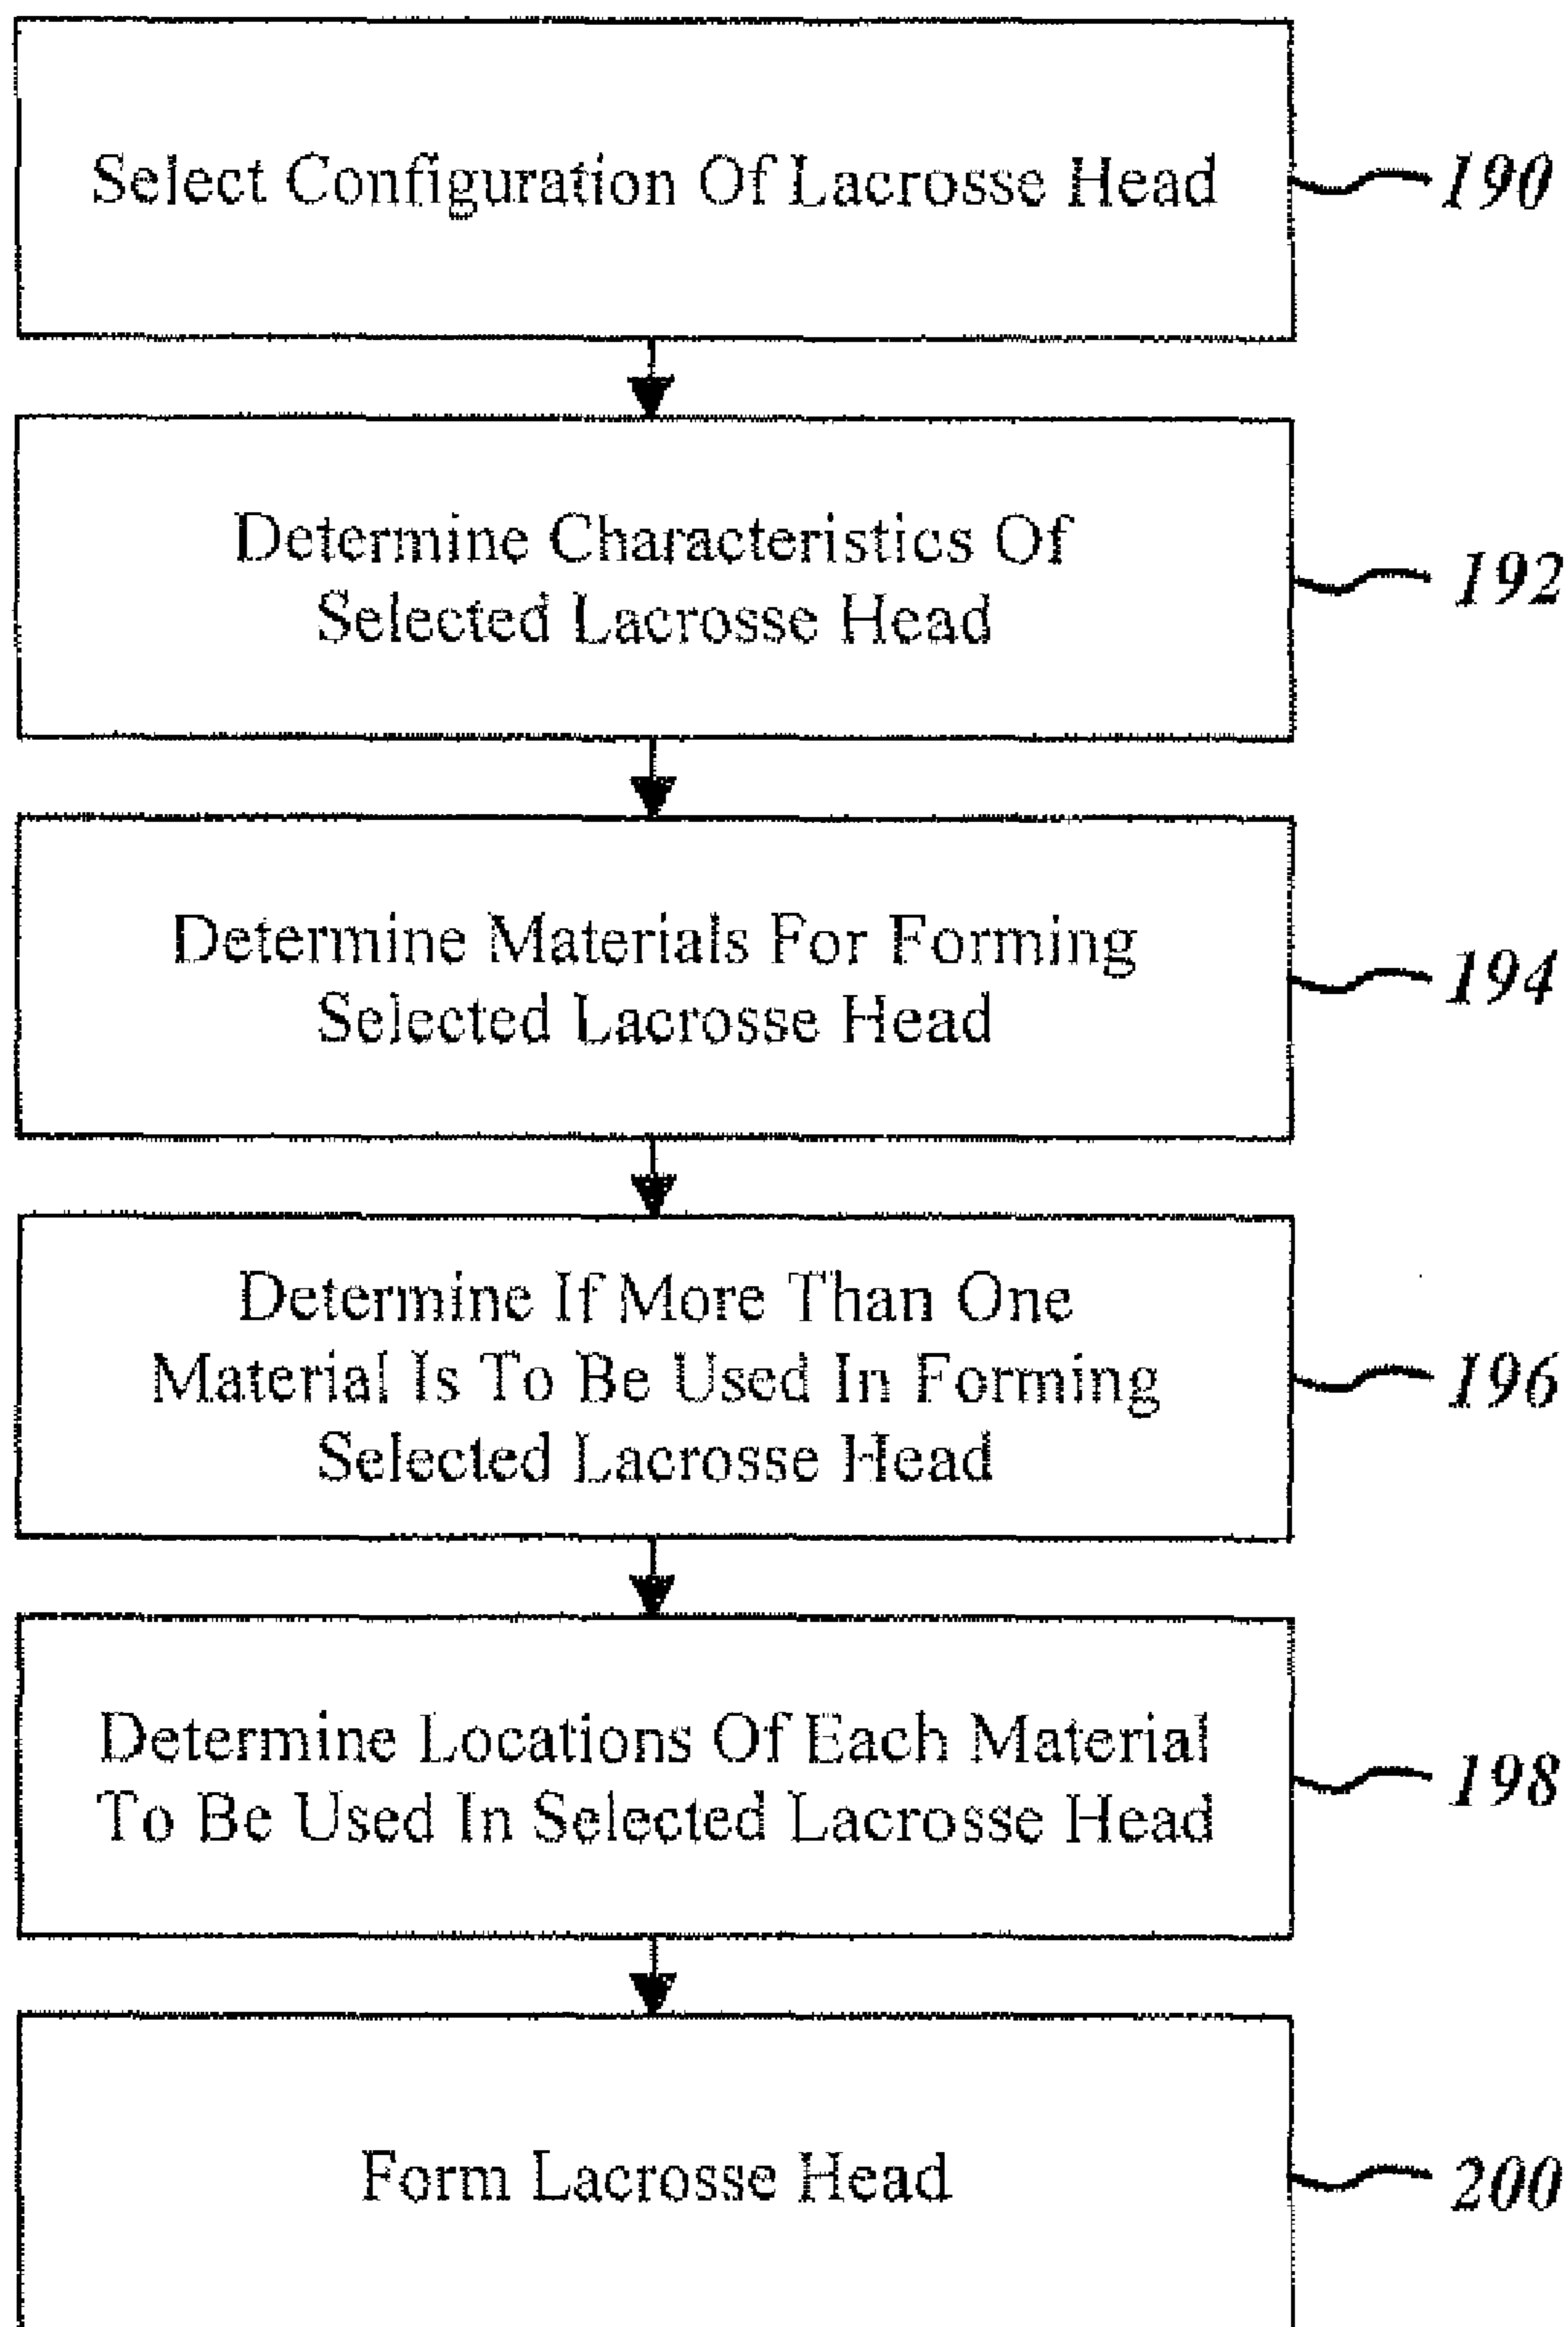 Select Configuration Of Lacrosse Head
190
Determine Characteristics Of
Selected Lacrosse Head
192
Determine Materials For Forming
Selected Lacrosse Head
194
Determine If More Than One
Material Is To Be Used In Forming
Selected Lacrosse Head
196
Determine Locations Of Each Material
To Be Used In Selected Lacrosse Head
198
Form Lacrosse Head
200